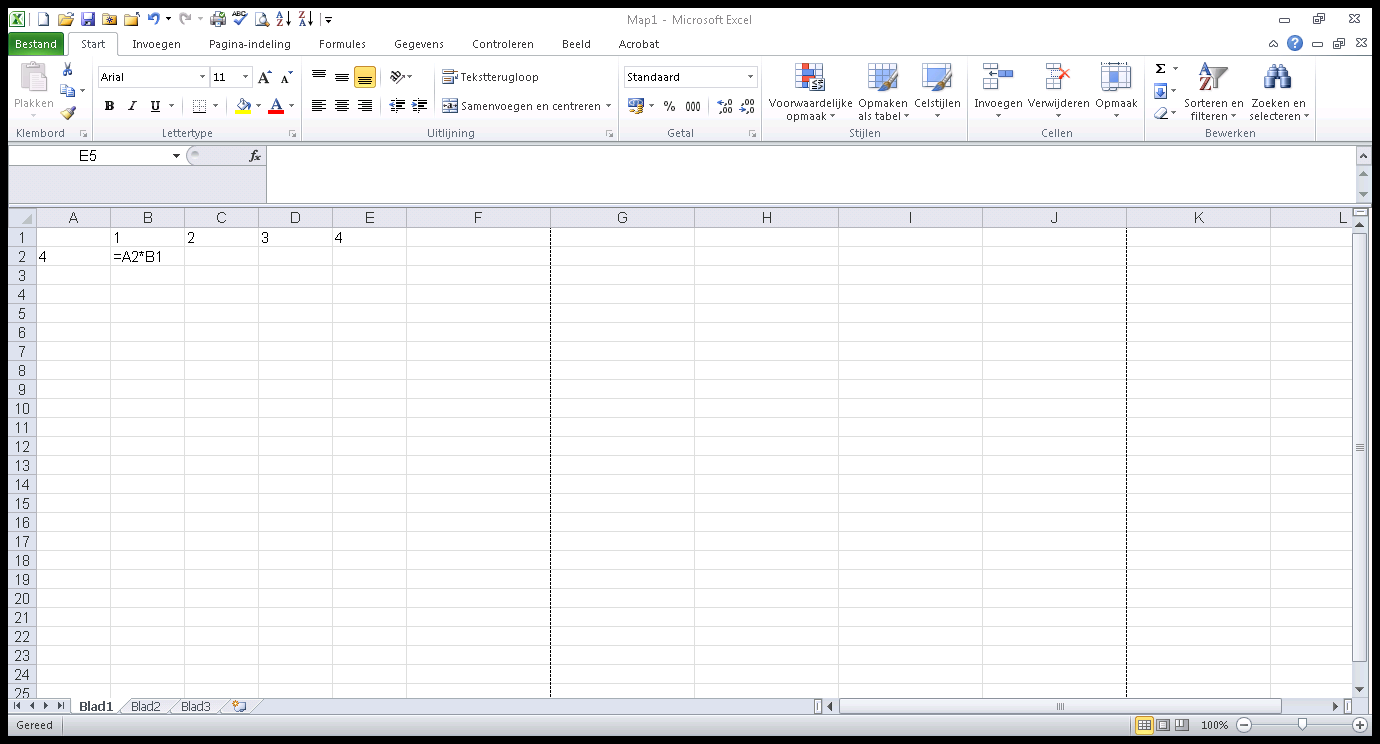 Map1 - Microsoft Excel
Bestand Start Invoegen Pagina-indeling Formules Gegevens Controleren Beeld Acrobat
Plakken
Klembord
Arial 11
B I U A
Lettertype
Tekstterugloop
Samenvoegen en centreren
Uitlijning
Standaard
% 000 ,00 ,00
Getal
Voorwaardelijke opmaak Opmaken als tabel Celstijlen
Stijlen
Invoegen Verwijderen Opmaak
Cellen
Σ
Sorteren en filteren Zoeken en selecteren
Bewerken
E5 fx
A B C D E F G H I J K L
1 1 2 3 4
2 4 =A2*B1
3
4
5
6
7
8
9
10
11
12
13
14
15
16
17
18
19
20
21
22
23
24
25
Blad1 Blad2 Blad3
Gereed 100%